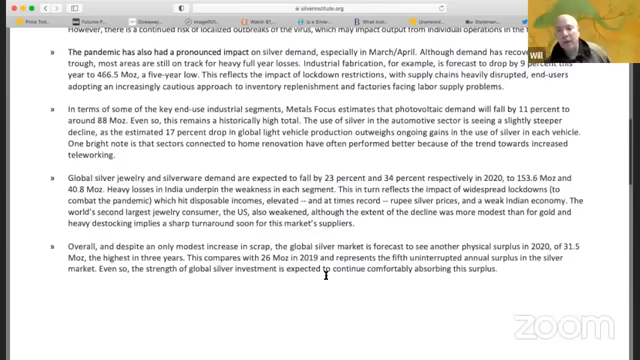 silverinstitute.org
Price Tool
Futures P
Giveaway
image003
Watch $1
Is a Silver
What tool
Unrenamed
Statemen
However, there is a continued risk of localized outbreaks of the virus, which may impact output from individual operations in the f
» The pandemic has also had a pronounced impact on silver demand, especially in March/April. Although demand has recov
trough, most areas are still on track for heavy full year losses. Industrial fabrication, for example, is forecast to drop by 9 percent this
year to 466.5 Moz, a five-year low. This reflects the impact of lockdown restrictions, with supply chains heavily disrupted, end-users
adopting an increasingly cautious approach to inventory replenishment and factories facing labor supply problems.
» In terms of some of the key end-use industrial segments, Metals Focus estimates that photovoltaic demand will fall by 11 percent to
around 88 Moz. Even so, this remains a historically high total. The use of silver in the automotive sector is seeing a slightly steeper
decline, as the estimated 17 percent drop in global light vehicle production outweighs ongoing gains in the use of silver in each vehicle.
One bright note is that sectors connected to home renovation have often performed better because of the trend towards increased
teleworking.
» Global silver jewelry and silverware demand are expected to fall by 23 percent and 34 percent respectively in 2020, to 153.6 Moz and
40.8 Moz. Heavy losses in India underpin the weakness in each segment. This in turn reflects the impact of widespread lockdowns (to
combat the pandemic) which hit disposable incomes, elevated -- and at times record -- rupee silver prices, and a weak Indian economy. The
world's second largest jewelry consumer, the US, also weakened, although the extent of the decline was more modest than for gold and
heavy destocking implies a sharp turnaround soon for this market's suppliers.
» Overall, and despite an only modest increase in scrap, the global silver market is forecast to see another physical surplus in 2020, of 31.5
Moz, the highest in three years. This compares with 26 Moz in 2019 and represents the fifth uninterrupted annual surplus in the silver
market. Even so, the strength of global silver investment is expected to continue comfortably absorbing this surplus.
Will
zoom